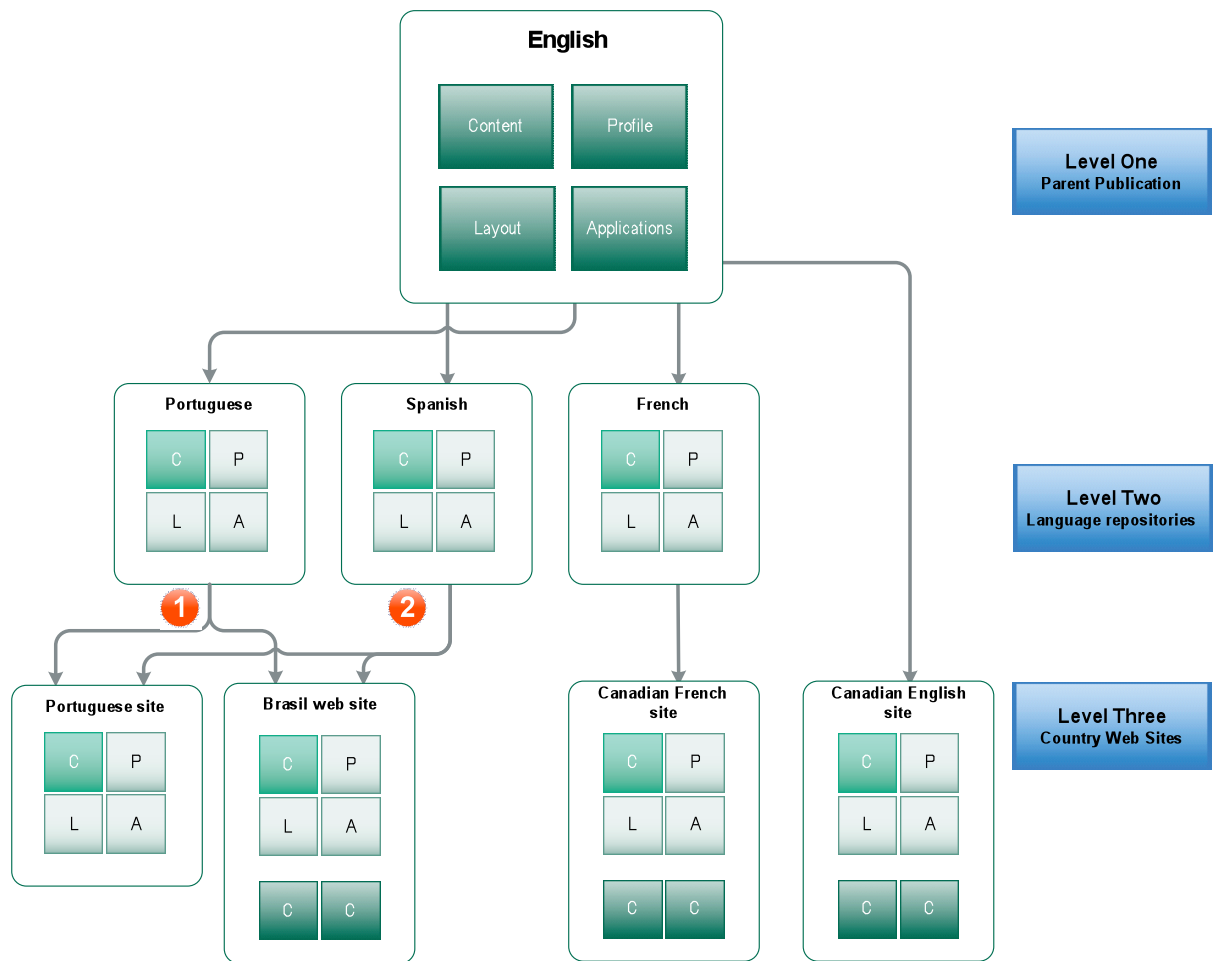 English
Content
Profile
Layout
Applications
Level One
Parent Publication
Portuguese
C
P
L
A
Spanish
C
P
L
A
French
C
P
L
A
Level Two
Language repositories
1
2
Portuguese site
C
P
L
A
Brasil web site
C
P
L
A
C
C
Canadian French
site
C
P
L
A
C
C
Canadian English
site
C
P
L
A
C
C
Level Three
Country Web Sites